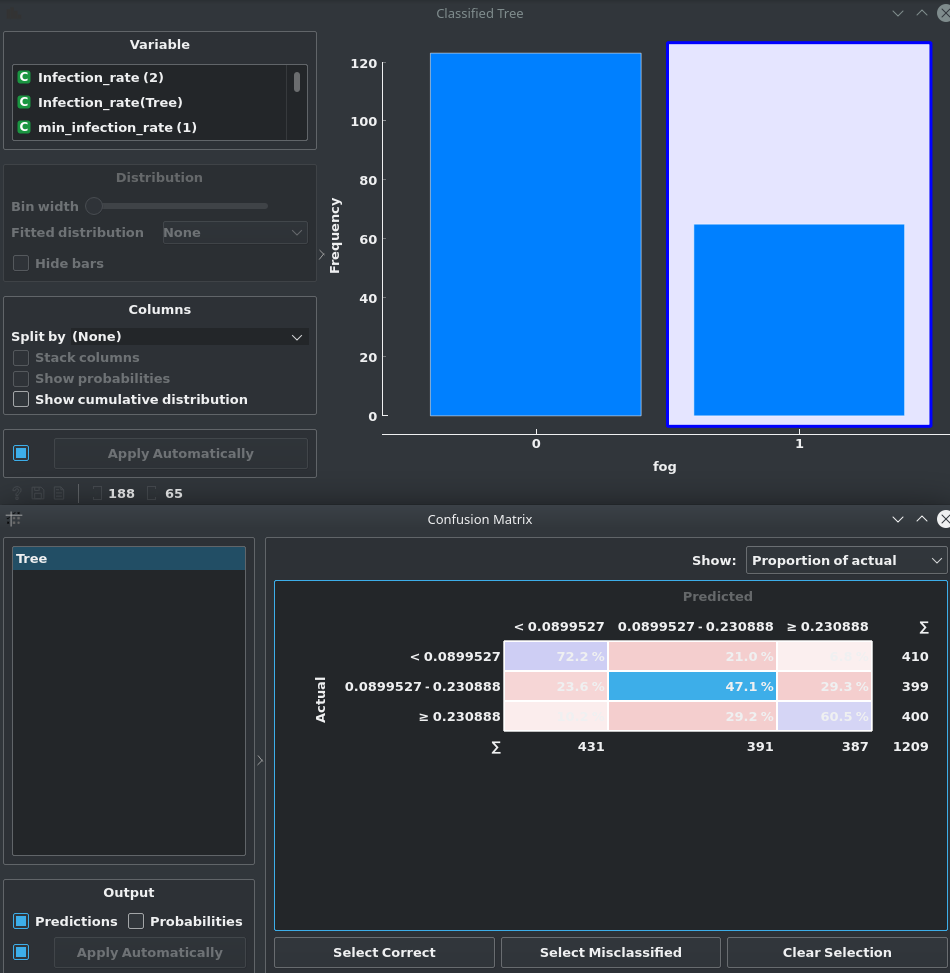 Classified Tree
Variable
C Infection_rate (2)
C Infection_rate(Tree)
C min_infection_rate (1)
Distribution
Bin width
Fitted distribution None
Hide bars
Columns
Split by (None)
Stack columns
Show probabilities
Show cumulative distribution
Apply Automatically
? 188 65
Frequency
120
100
80
60
40
20
0
0 1
fog
Confusion Matrix
Tree
Output
Predictions Probabilities
Apply Automatically
Show: Proportion of actual
Predicted
< 0.0899527 0.0899527 - 0.230888 ≥ 0.230888 ∑
Actual
< 0.0899527 72.2 % 21.0 % 410
0.0899527 - 0.230888 23.6 % 47.1 % 29.3 % 399
≥ 0.230888 29.2 % 60.5 % 400
∑ 431 391 387 1209
Select Correct Select Misclassified Clear Selection